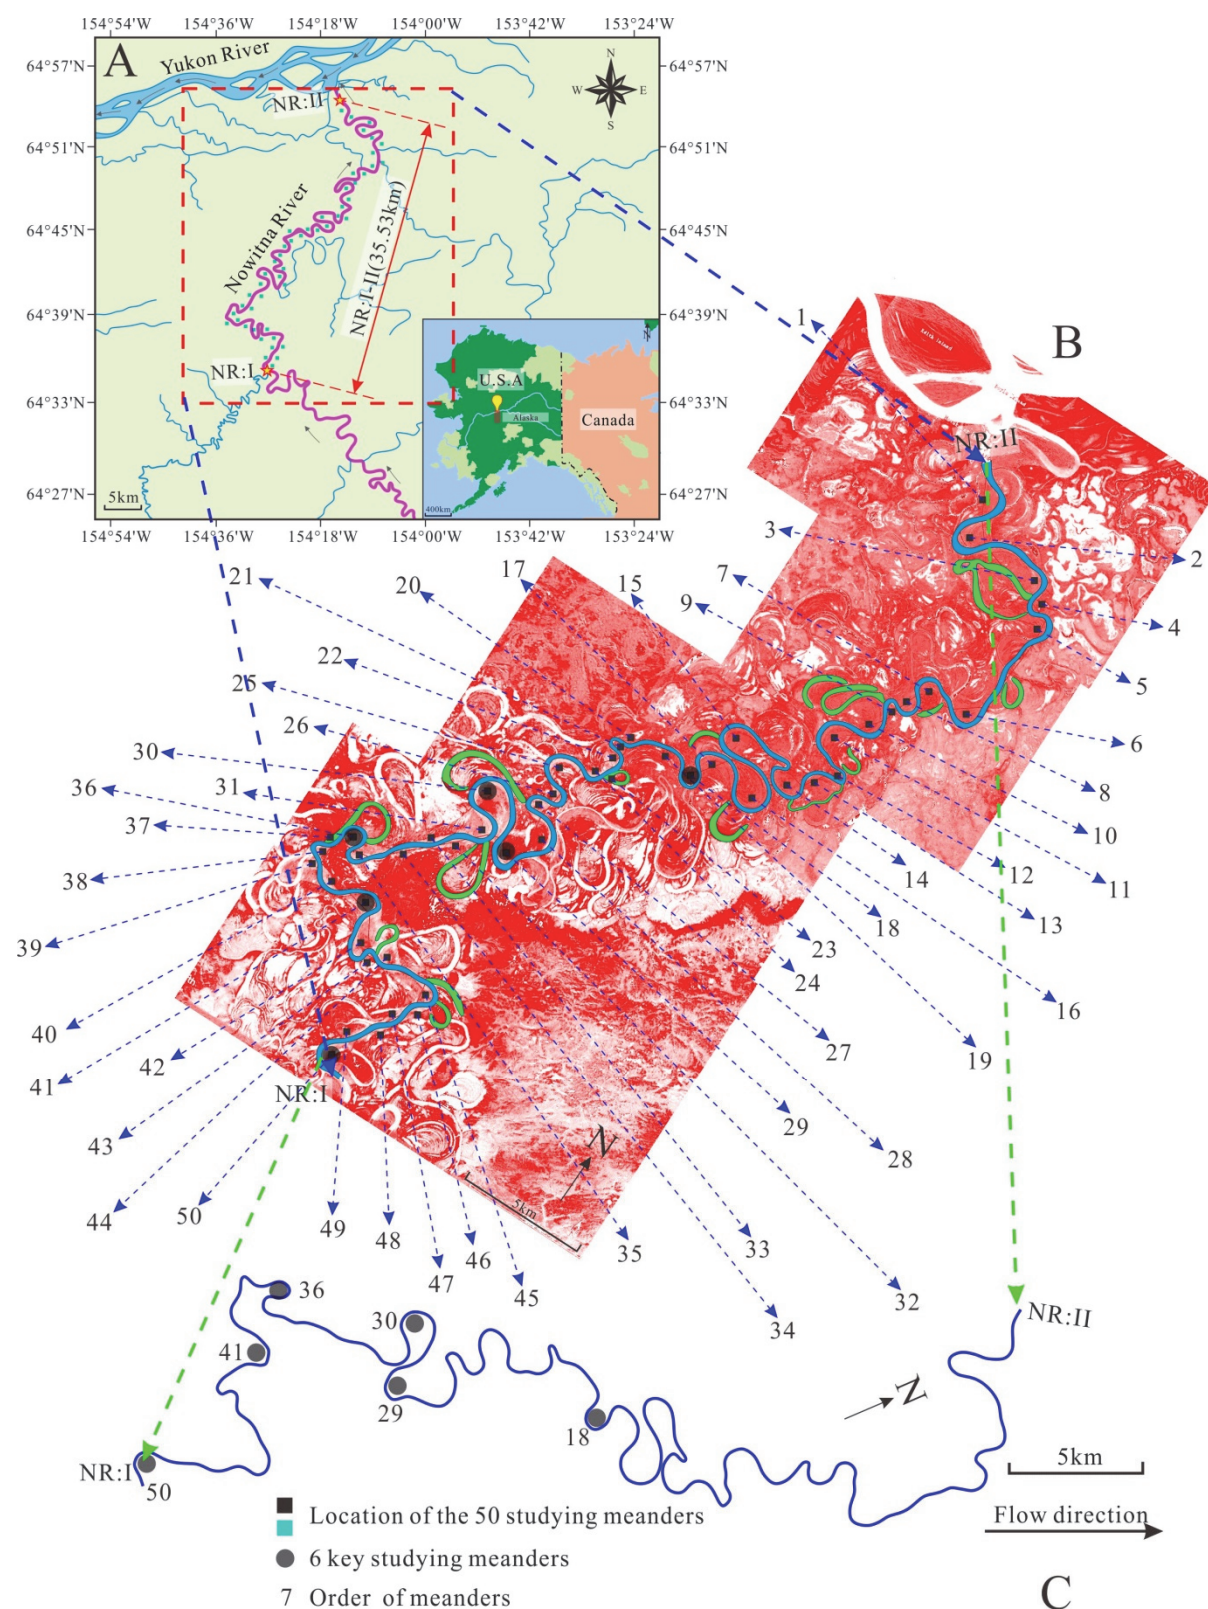 154°54'W 154°36'W 154°18'W 154°00'W 153°42'W 153°24'W
A
Yukon River
N
W E
S
64°57'N 64°57'N
NR:II
64°51'N 64°51'N
Nowitna River
NR:I-II(35.53km)
64°45'N 64°45'N
64°39'N 64°39'N
NR:I
64°33'N 64°33'N
N
U.S.A
Alaska
Canada
400km
64°27'N 64°27'N
5km
154°54'W 154°36'W 154°18'W 154°00'W 153°42'W 153°24'W
B
1
NR:II
3
2
17
15
7
21
20
9
4
22
5
25
6
26
30
8
36
31
10
37
14
12
11
38
23
18
13
39
24
16
40
27
19
41
42
NR:I
43
29
28
N
5km
44
50
49
48
46
35
33
47
45
32
34
36
30
NR:II
41
29
N
18
5km
NR:I
50
Location of the 50 studying meanders
Flow direction
6 key studying meanders
7 Order of meanders
C